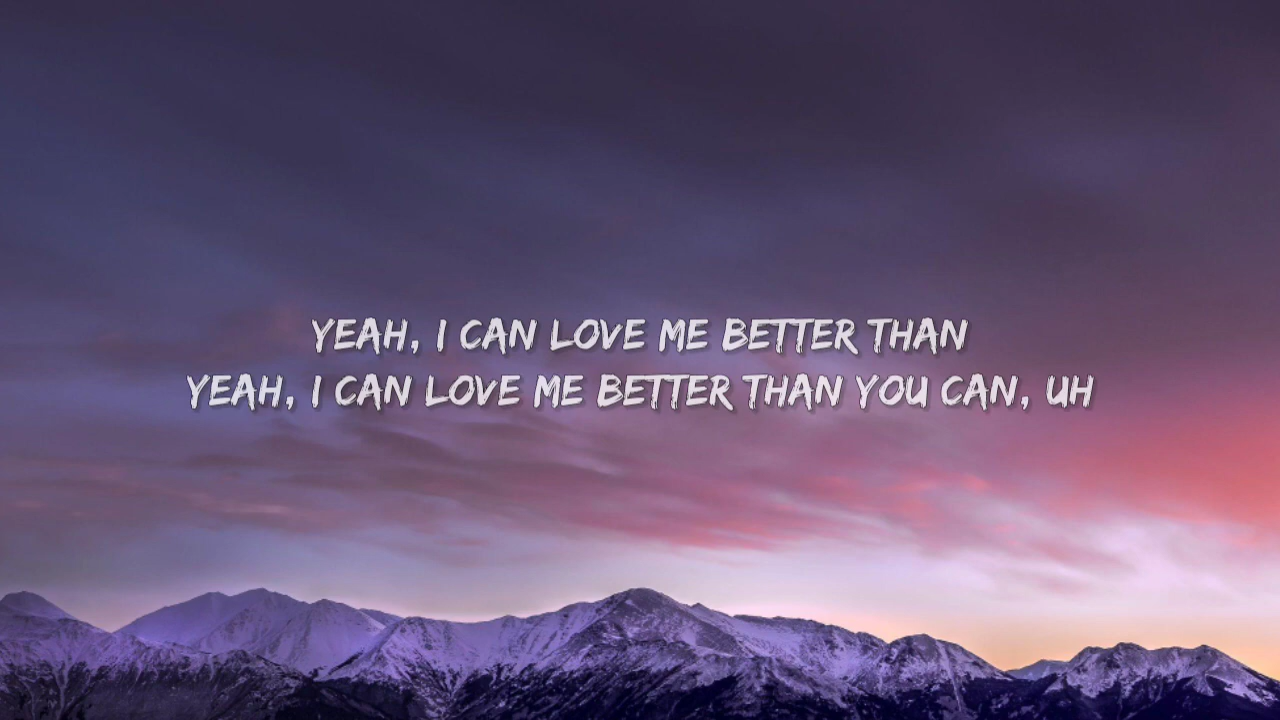 YEAH, I CAN LOVE ME BETTER THAN
YEAH, I CAN LOVE ME BETTER THAN YOU CAN, UH